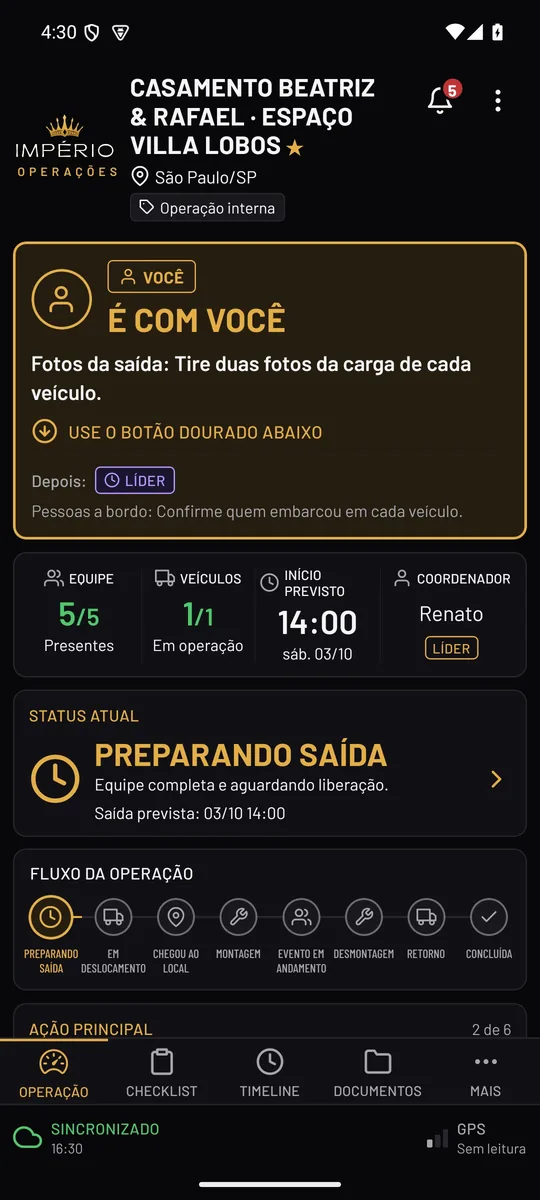 4:30
CASAMENTO BEATRIZ
& RAFAEL · ESPAÇO
VILLA LOBOS
5
IMPÉRIO
OPERAÇÕES
São Paulo/SP
Operação interna
VOCÊ
É COM VOCÊ
Fotos da saída: Tire duas fotos da carga de cada
veículo.
USE O BOTÃO DOURADO ABAIXO
Depois: LÍDER
Pessoas a bordo: Confirme quem embarcou em cada veículo.
EQUIPE
5/5
Presentes
VEÍCULOS
1/1
Em operação
INÍCIO
PREVISTO
14:00
sáb. 03/10
COORDENADOR
Renato
LÍDER
STATUS ATUAL
PREPARANDO SAÍDA
Equipe completa e aguardando liberação.
Saída prevista: 03/10 14:00
FLUXO DA OPERAÇÃO
PREPARANDO
SAÍDA
EM
DESLOCAMENTO
CHEGOU AO
LOCAL
MONTAGEM
EVENTO EM
ANDAMENTO
DESMONTAGEM
RETORNO
CONCLUÍDA
AÇÃO PRINCIPAL
2 de 6
OPERAÇÃO
CHECKLIST
TIMELINE
DOCUMENTOS
MAIS
SINCRONIZADO
16:30
GPS
Sem leitura